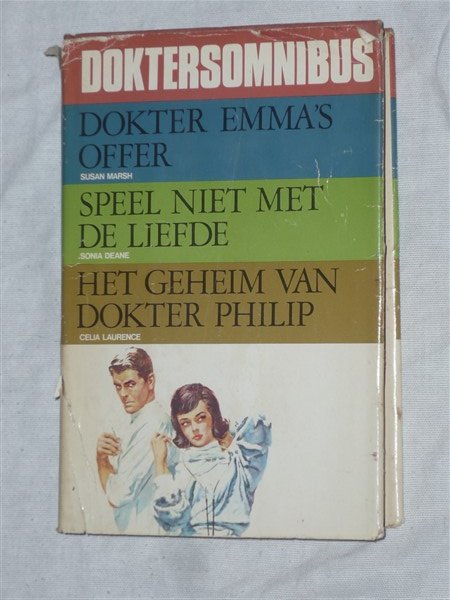 DOKTERSOMNIBUS
DOKTER EMMA'S
OFFER
SUSAN MARSH
SPEEL NIET MET
DE LIEFDE
SONIA DEANE
HET GEHEIM VAN
DOKTER PHILIP
CELIA LAURENCE